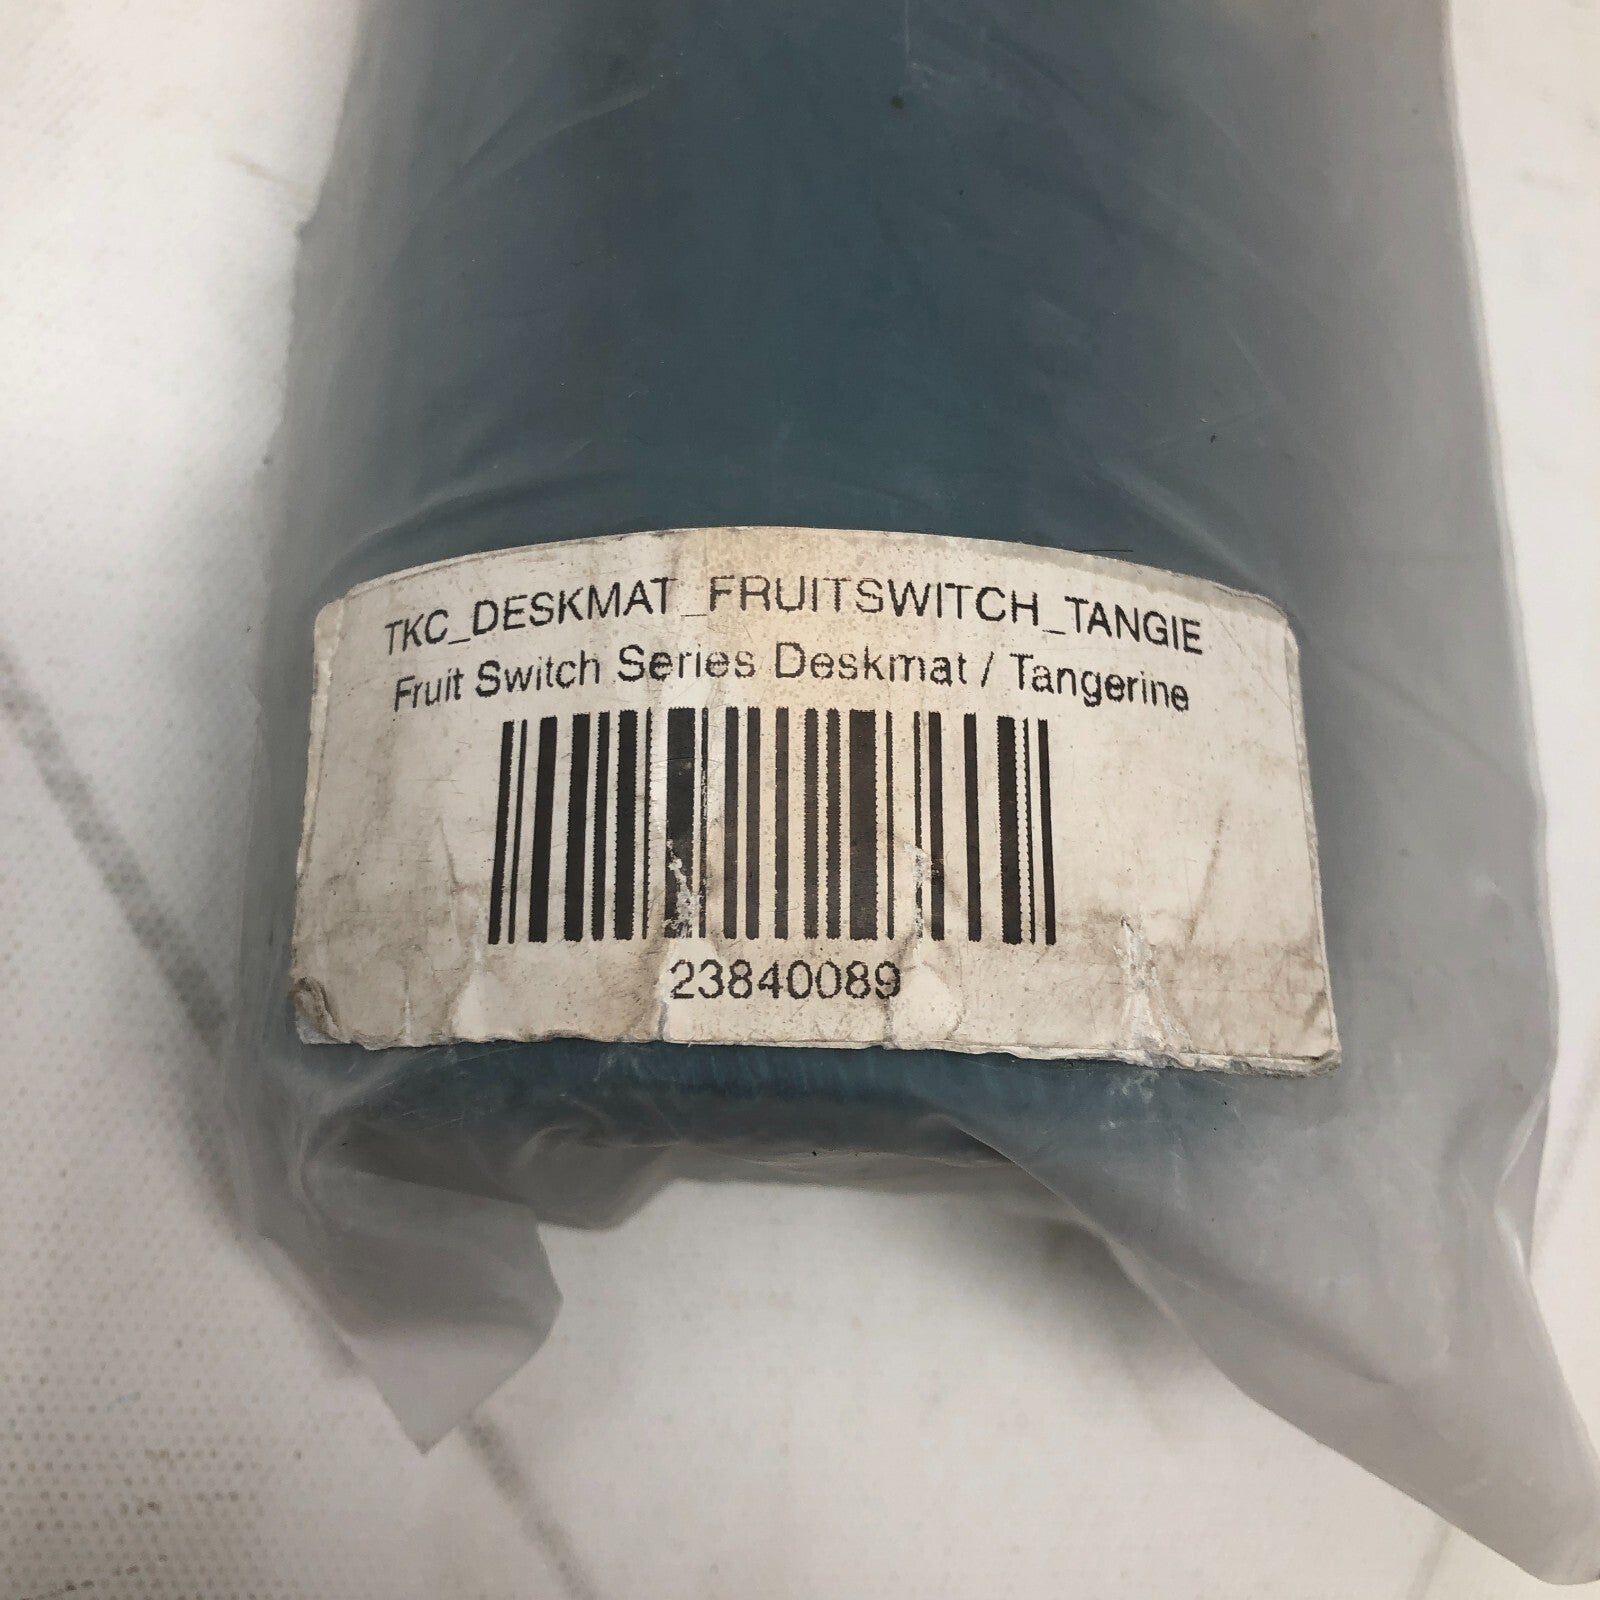 TKC_DESKMAT_FRUITSWITCH_TANGIE
Fruit Switch Series Deskmat / Tangerine
23840089